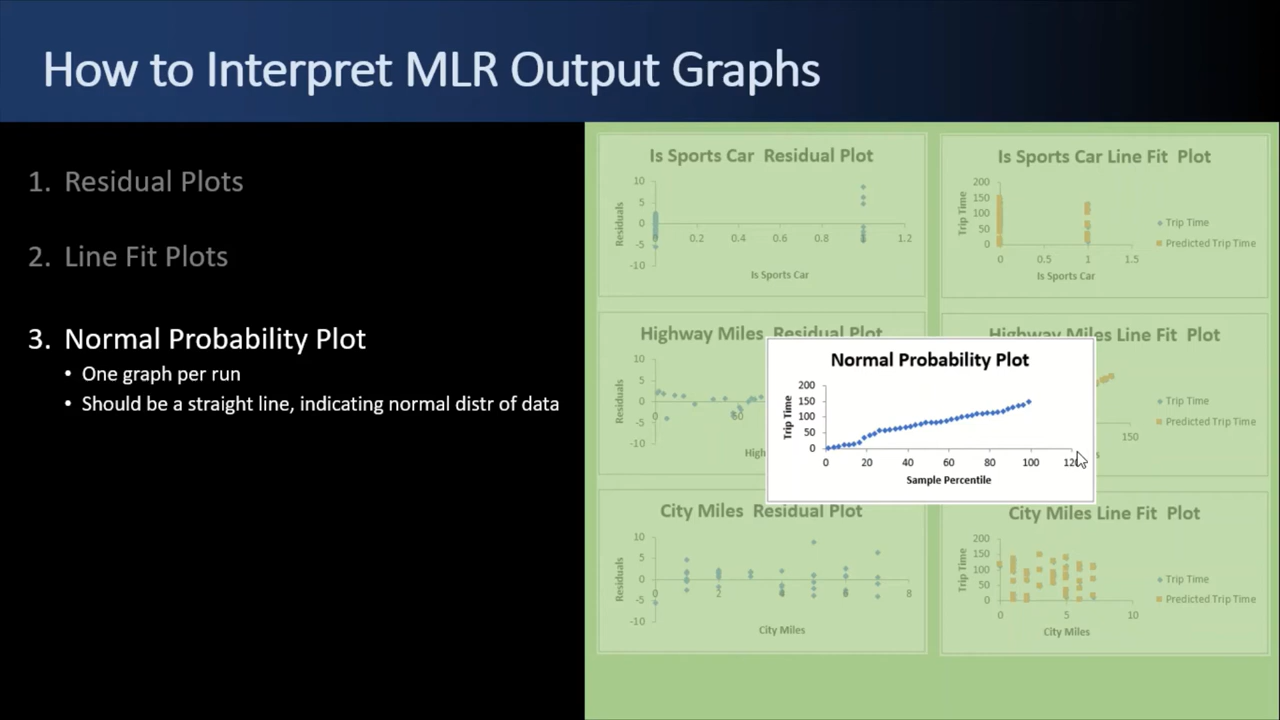 How to Interpret MLR Output Graphs
1. Residual Plots
2. Line Fit Plots
3. Normal Probability Plot
• One graph per run
• Should be a straight line, indicating normal distr of data
Is Sports Car Residual Plot
10
5
0
-5
-10
Residuals
0 0.2 0.4 0.6 0.8 1 1.2
Is Sports Car
Is Sports Car Line Fit Plot
200
150
100
50
0
Trip Time
0 0.5 1 1.5
Is Sports Car
Trip Time
Predicted Trip Time
Highway Miles Residual Plot
10
5
0
-5
-10
Residuals
0
Highway Miles Line Fit Plot
150
Trip Time
Predicted Trip Time
Normal Probability Plot
200
150
100
50
0
Trip Time
0 20 40 60 80 100
Sample Percentile
City Miles Residual Plot
10
5
0
-5
-10
Residuals
0 2 4 6 8
City Miles
City Miles Line Fit Plot
200
150
100
50
0
Trip Time
0 5 10
City Miles
Trip Time
Predicted Trip Time